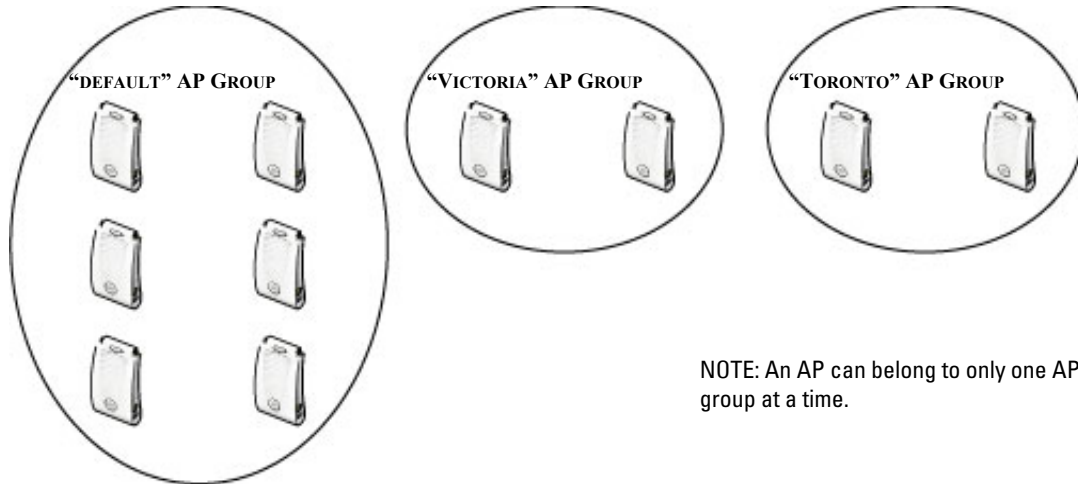 “DEFAULT” AP GROUP
“VICTORIA” AP GROUP
“TORONTO” AP GROUP
NOTE: An AP can belong to only one AP
group at a time.